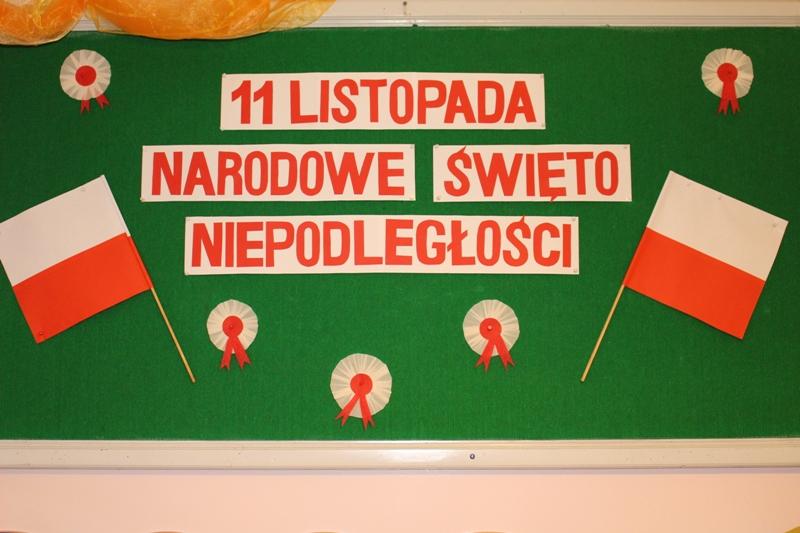 11 LISTOPADA
NARODOWE ŚWIĘTO
NIEPODLEGŁOŚCI